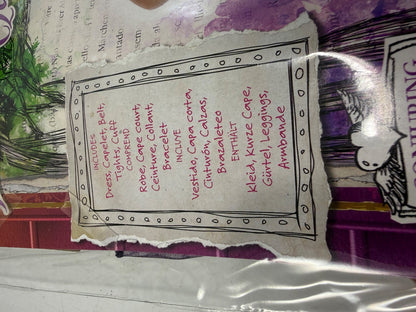 INCLUDES
Dress, Capelet, Belt,
Tights, Cuff
COMPREND
Robe, Cape court,
Ceinture, Collant,
Bracelet
INCLUYE
Vestido, Capa corta,
Cinturón, Calzas,
Brazaleteo
ENTHÄLT
Kleid, Kurze Cape,
Gürtel, Leggings,
Armbande